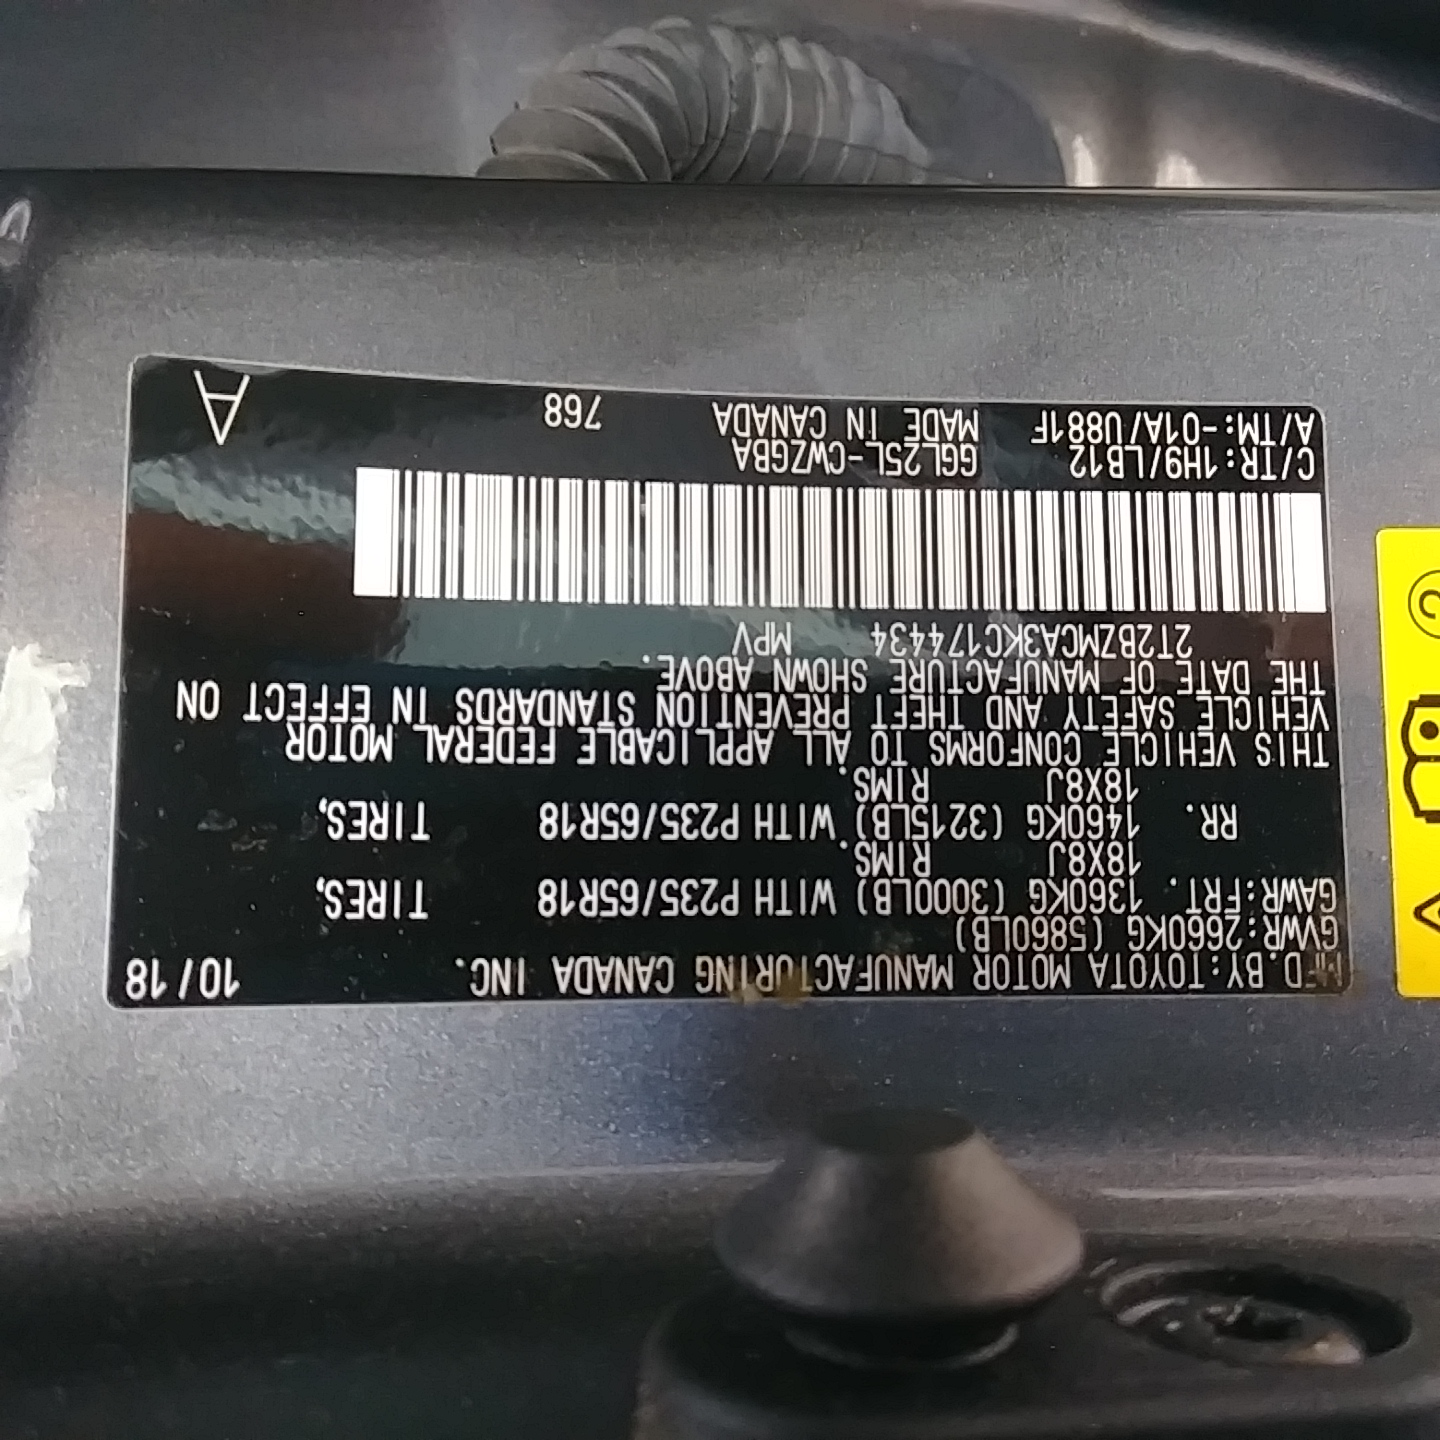 MFD.BY:TOYOTA MOTOR MANUFACTURING CANADA INC. 10/18
GVWR:2660KG (5860LB)
GAWR:FRT. 1360KG (3000LB) WITH P235/65R18 TIRES,
18X8J RIMS.
RR. 1460KG (3215LB) WITH P235/65R18 TIRES,
18X8J RIMS.
THIS VEHICLE CONFORMS TO ALL APPLICABLE FEDERAL MOTOR
VEHICLE SAFETY AND THEFT PREVENTION STANDARDS IN EFFECT ON
THE DATE OF MANUFACTURE SHOWN ABOVE.
2T2BZMCA3KC174434 MPV
C/TR:1H9/LB12 GGL25L-CWZGBA
A/TM:-01A/U881F MADE IN CANADA 768 A
2